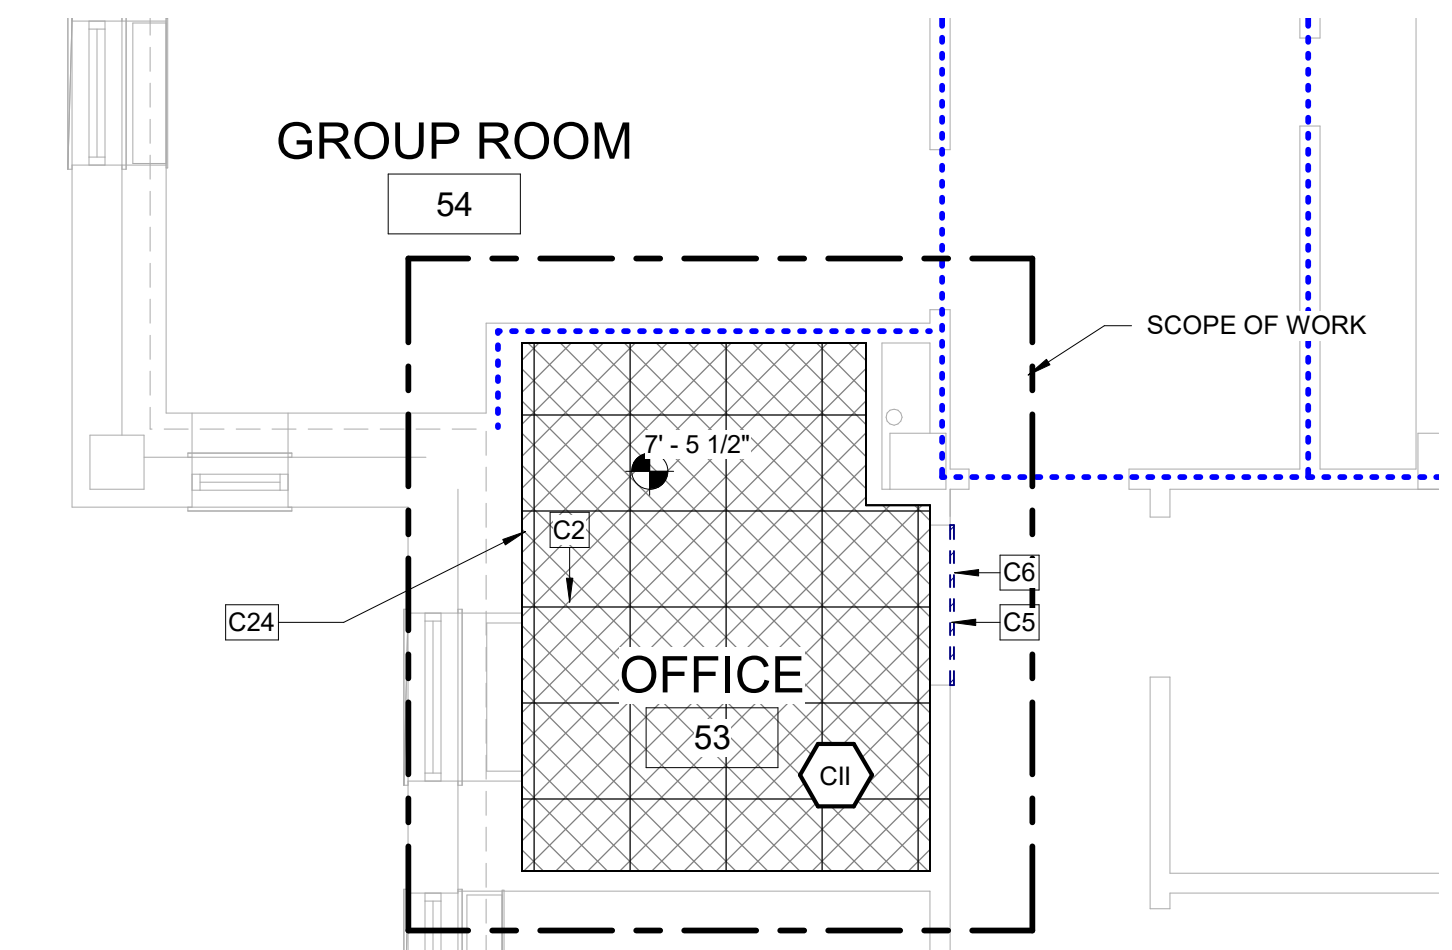 GROUP ROOM
54
SCOPE OF WORK
7' - 5 1/2"
C2
C6
C24
C5
OFFICE
53
CII